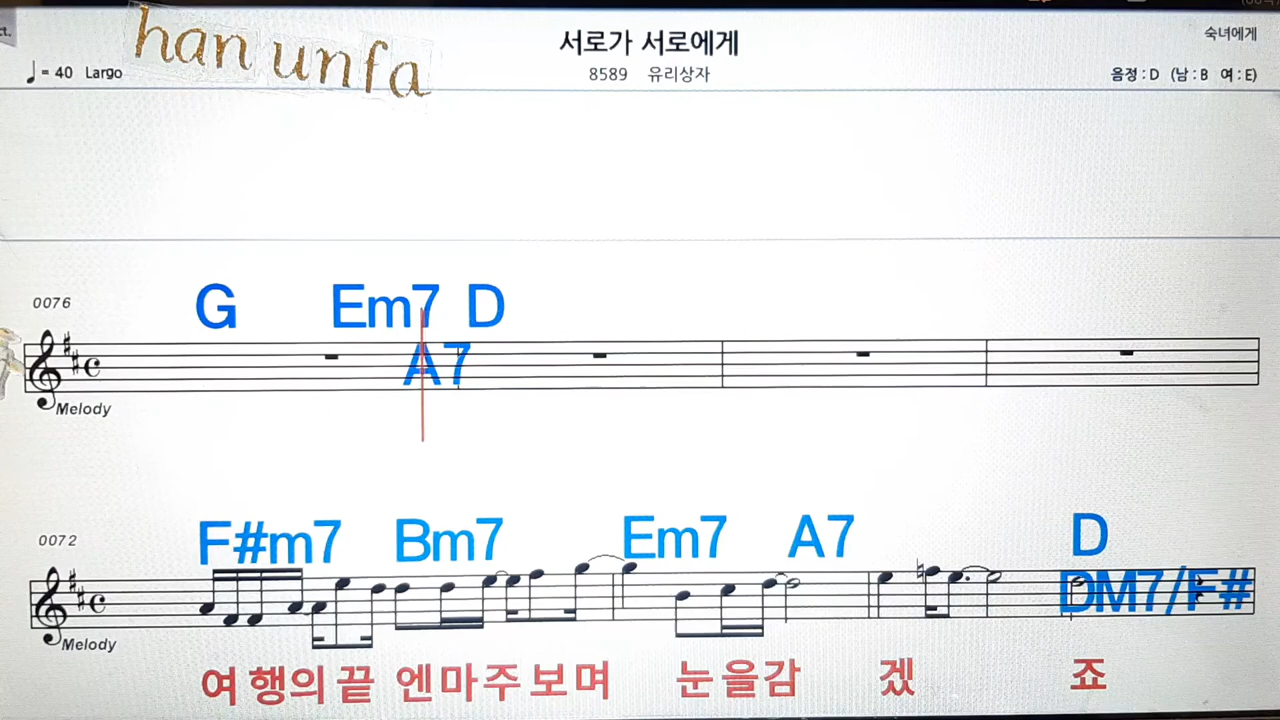 han unfa
서로가 서로에게
숙녀에게
♩= 40 Largo
8589 유리상자
음정 : D (남 : B 여 : E)
0076
G Em7 D
A7
Melody
0072
F#m7 Bm7 Em7 A7 D
DM7/F#
Melody
여행의끝 엔마주보며 눈을감 겠 죠